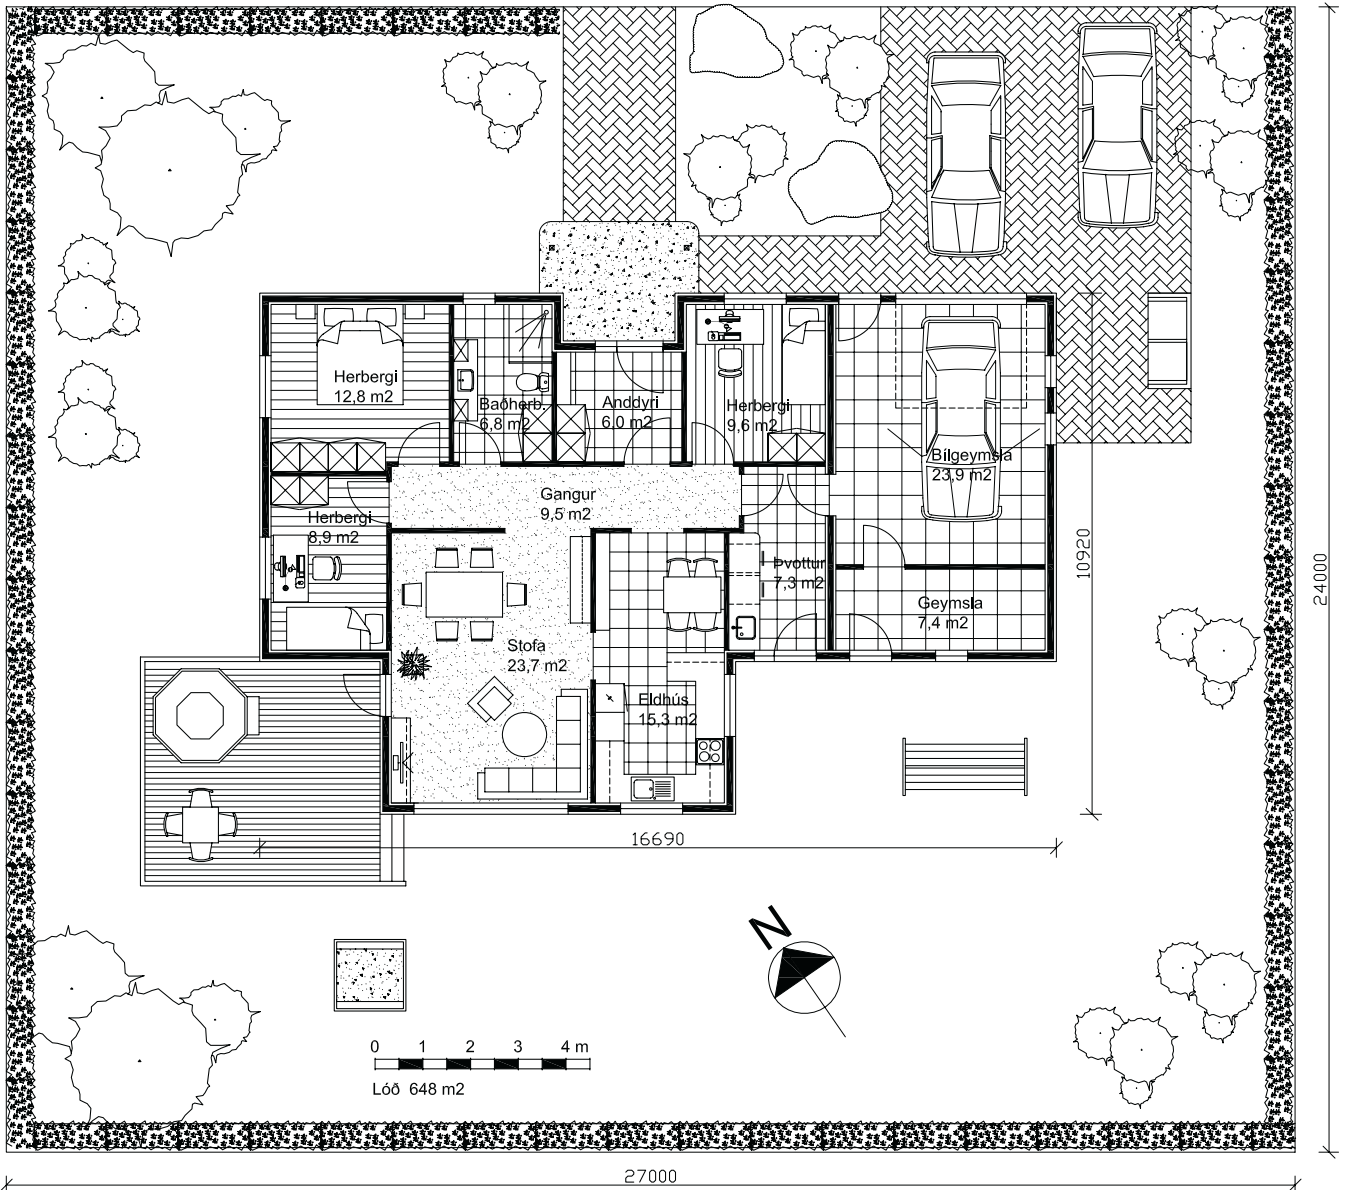 Herbergi
12,8 m2
Baðherb.
6,8 m2
Anddyri
6,0 m2
Herbergi
9,6 m2
Bílgeymsla
23,9 m2
Gangur
9,5 m2
Herbergi
8,9 m2
Þvottur
7,3 m2
Geymsla
7,4 m2
Stofa
23,7 m2
Eldhús
15,3 m2
10920
24000
16690
N
0 1 2 3 4 m
Lóð 648 m2
27000